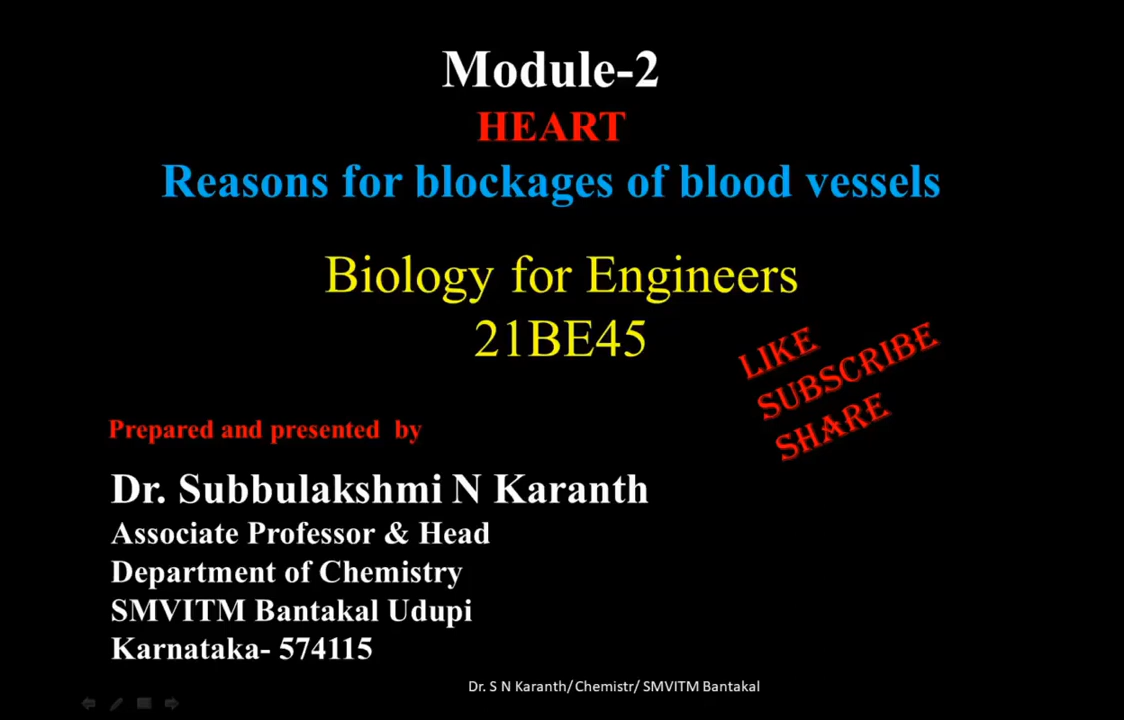 Module-2
HEART
Reasons for blockages of blood vessels
Biology for Engineers
21BE45
LIKE
SUBSCRIBE
SHARE
Prepared and presented by
Dr. Subbulakshmi N Karanth
Associate Professor & Head
Department of Chemistry
SMVITM Bantakal Udupi
Karnataka- 574115
Dr. S N Karanth/ Chemistr/ SMVITM Bantakal